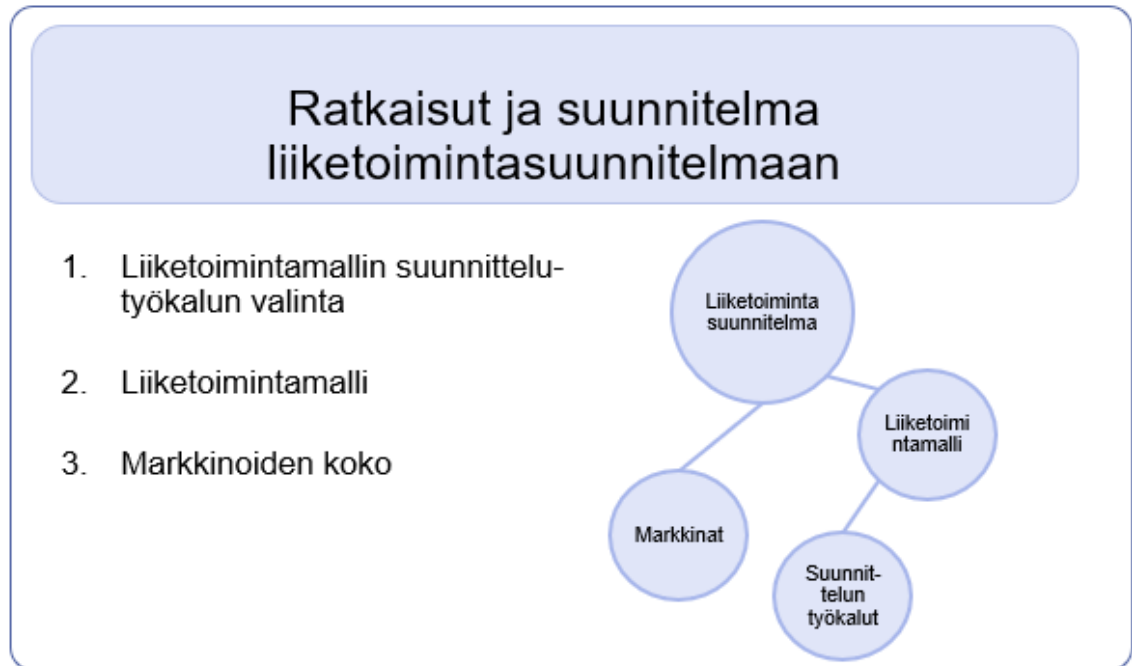 Ratkaisut ja suunnitelma
liiketoimintasuunnitelmaan
1. Liiketoimintamallin suunnittelu-
työkalun valinta
2. Liiketoimintamalli
3. Markkinoiden koko
Liiketoiminta
suunnitelma
Liiketoimi
ntamalli
Markkinat
Suunnit-
telun
työkalut